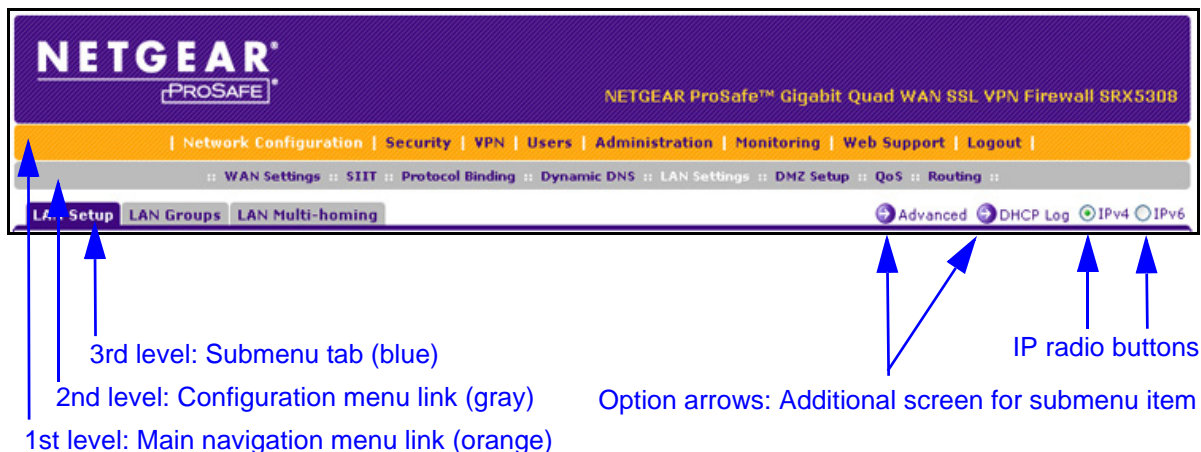 NETGEAR®
PROSAFE®
NETGEAR ProSafe™ Gigabit Quad WAN SSL VPN Firewall SRX5308
| Network Configuration | Security | VPN | Users | Administration | Monitoring | Web Support | Logout |
:: WAN Settings :: SIIT :: Protocol Binding :: Dynamic DNS :: LAN Settings :: DMZ Setup :: QoS :: Routing ::
LAN Setup LAN Groups LAN Multi-homing Advanced DHCP Log IPv4 IPv6
3rd level: Submenu tab (blue) IP radio buttons
2nd level: Configuration menu link (gray) Option arrows: Additional screen for submenu item
1st level: Main navigation menu link (orange)